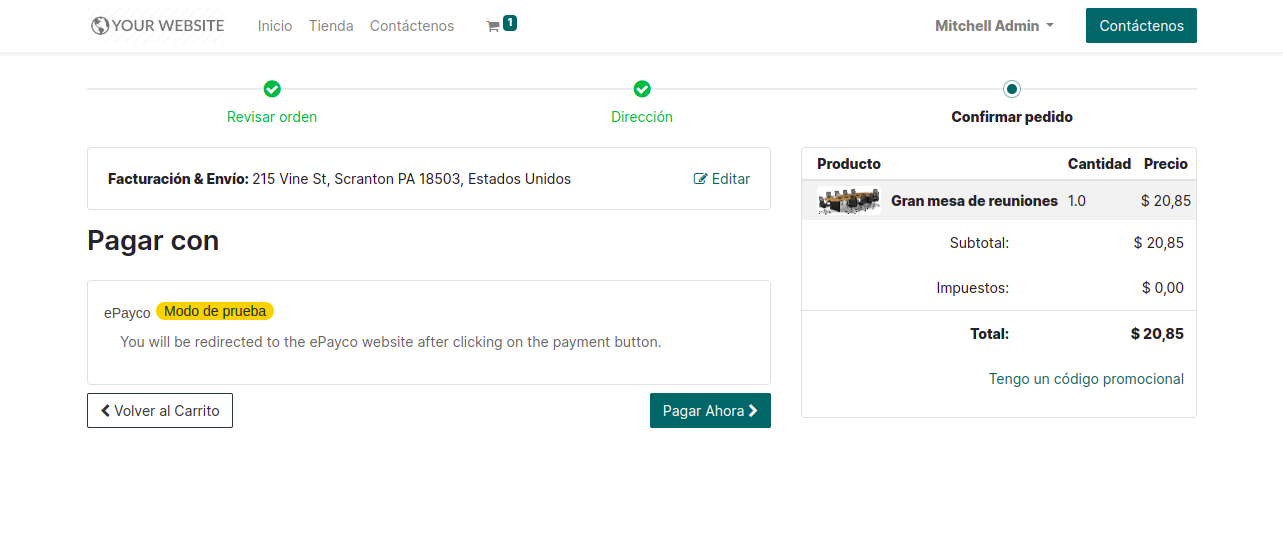 YOUR WEBSITE Inicio Tienda Contáctenos 1 Mitchell Admin Contáctenos
Revisar orden Dirección Confirmar pedido
Facturación & Envío: 215 Vine St, Scranton PA 18503, Estados Unidos Editar
Pagar con
ePayco Modo de prueba
You will be redirected to the ePayco website after clicking on the payment button.
Volver al Carrito Pagar Ahora
Producto Cantidad Precio
Gran mesa de reuniones 1.0 $ 20,85
Subtotal: $ 20,85
Impuestos: $ 0,00
Total: $ 20,85
Tengo un código promocional